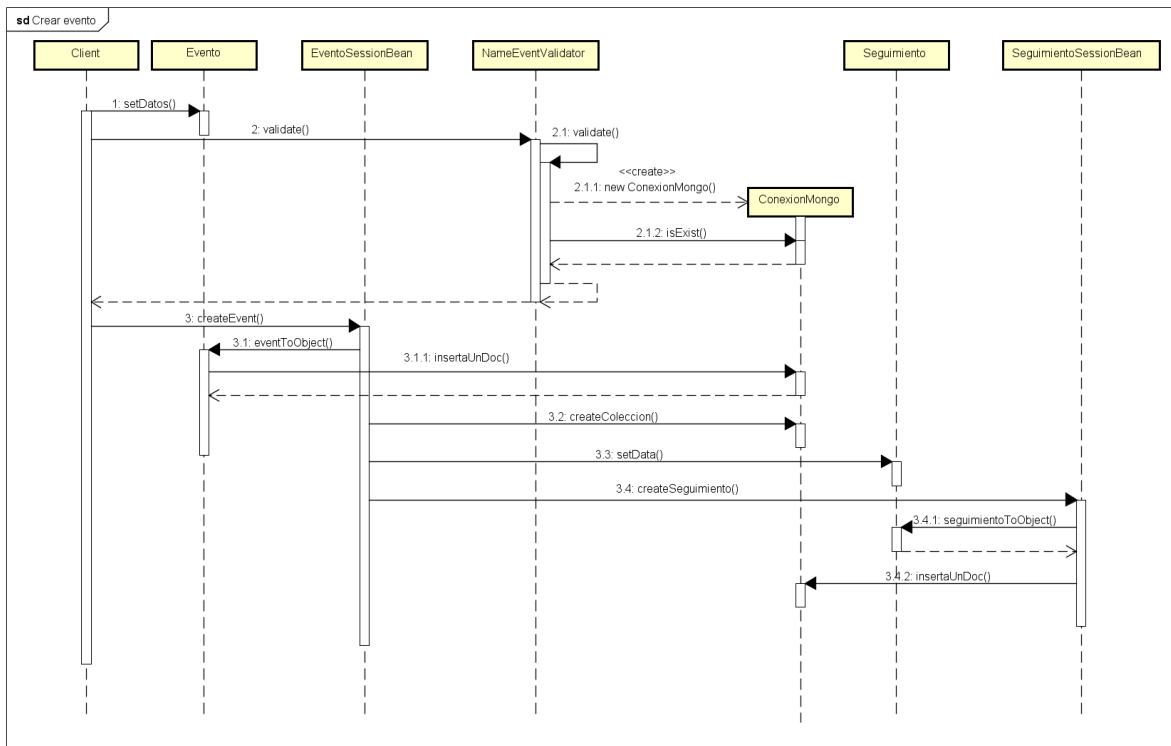 sd Crear evento
Client
Evento
EventoSessionBean
NameEventValidator
Seguimiento
SeguimientoSessionBean
1: setDatos()
2: validate()
2.1: validate()
<<create>>
2.1.1: new ConexionMongo()
ConexionMongo
2.1.2: isExist()
3: createEvent()
3.1: eventToObject()
3.1.1: insertaUnDoc()
3.2: createColeccion()
3.3: setData()
3.4: createSeguimiento()
3.4.1: seguimientoToObject()
3.4.2: insertaUnDoc()